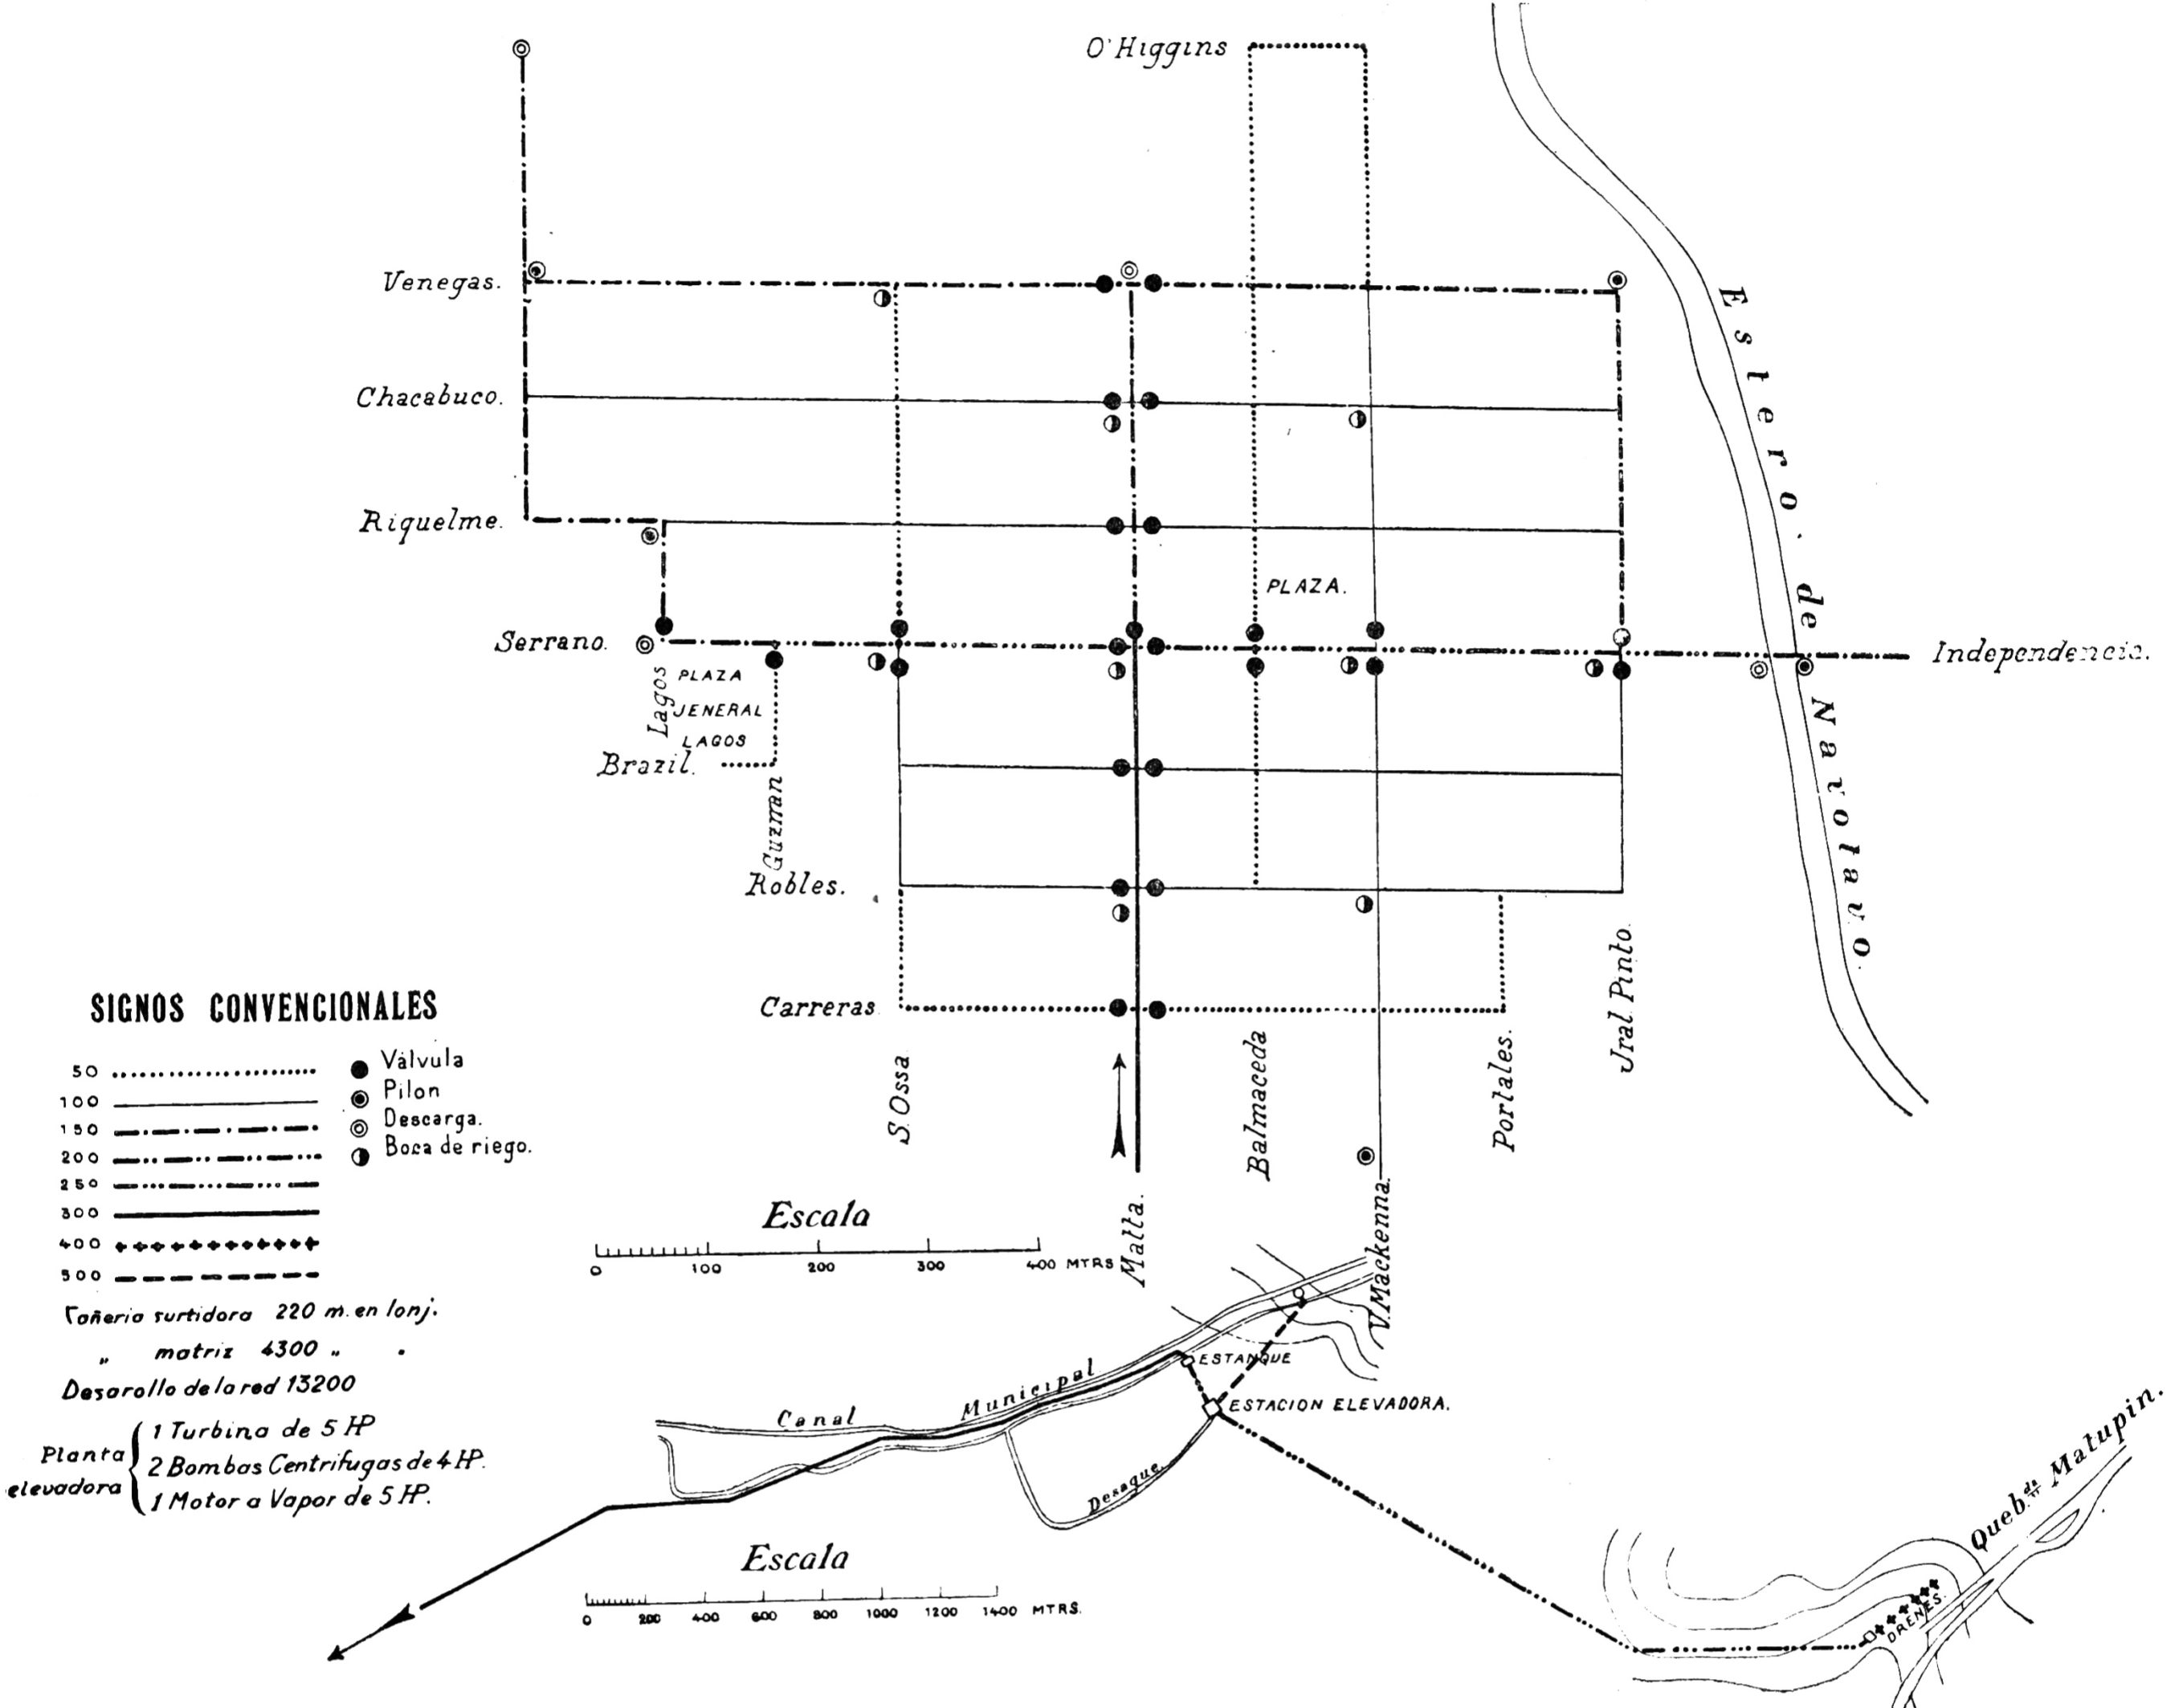 O'Higgins
Venegas.
Chacabuco.
Riquelme.
PLAZA.
Serrano.
Independencia.
Estero de Navotavo.
Lagos
PLAZA
JENERAL
LAGOS
Brazil.
Guzman
Robles.
Carreras
S. Ossa
Matta.
Balmaceda
V. Mackenna.
Portales.
Jral. Pinto.
SIGNOS CONVENCIONALES
50
100
150
200
250
300
400
500
Válvula
Pilon
Descarga.
Boca de riego.
Cañeria surtidora 220 m. en lonj.
„ matriz 4300 „ „
Desarollo de la red 13200
Planta elevadora
1 Turbina de 5 HP
2 Bombas Centrifugas de 4 HP.
1 Motor a Vapor de 5 HP.
Escala
0 100 200 300 400 MTRS
Canal Municipal
ESTANQUE
ESTACION ELEVADORA.
Desague
Escala
0 200 400 600 800 1000 1200 1400 MTRS.
Queb.da Matupin.
DRENES.